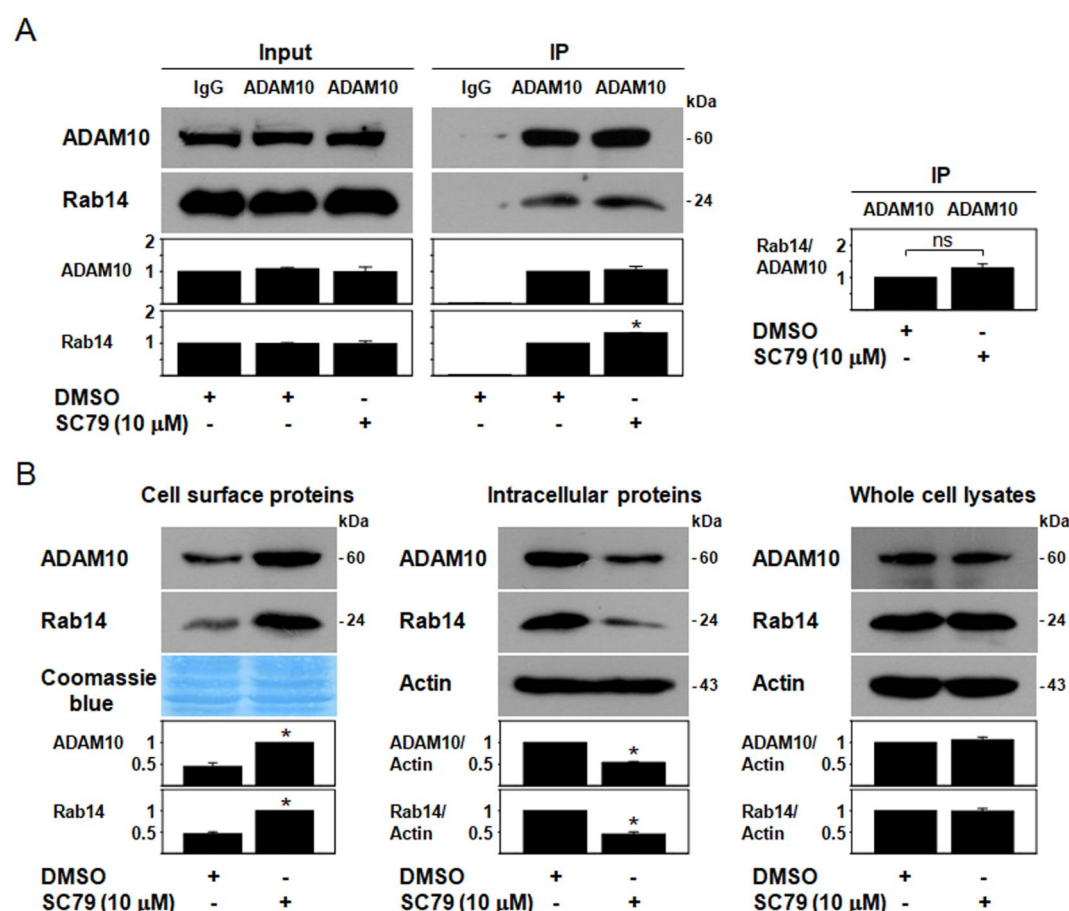 A
Input IP
IgG ADAM10 ADAM10 IgG ADAM10 ADAM10
kDa
ADAM10 -60
Rab14 -24
IP
ADAM10 ADAM10
2
ADAM10 1
2
Rab14 1
*
Rab14/ 2
ADAM10 1
ns
DMSO + -
SC79 (10 µM) - +
DMSO + + - + + -
SC79 (10 µM) - - + - - +
B
Cell surface proteins Intracellular proteins Whole cell lysates
kDa kDa kDa
ADAM10 -60 ADAM10 -60 ADAM10 -60
Rab14 -24 Rab14 -24 Rab14 -24
Coomassie
blue
Actin -43 Actin -43
ADAM10 1 * ADAM10/ 1 * ADAM10/ 1
0.5 Actin 0.5 Actin 0.5
Rab14 1 * Rab14/ 1 * Rab14/ 1
0.5 Actin 0.5 Actin 0.5
DMSO + - DMSO + - DMSO + -
SC79 (10 µM) - + SC79 (10 µM) - + SC79 (10 µM) - +